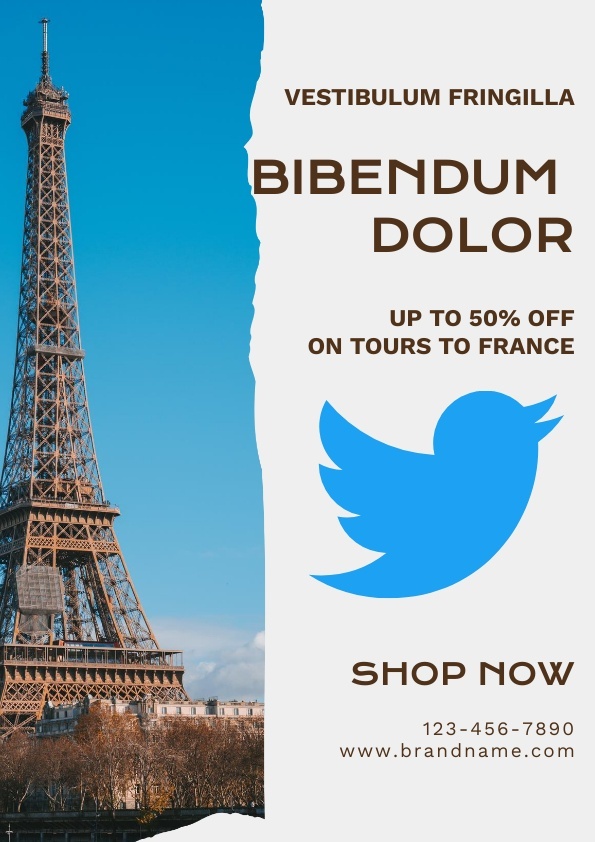 VESTIBULUM FRINGILLA
BIBENDUM
DOLOR
UP TO 50% OFF
ON TOURS TO FRANCE
SHOP NOW
123-456-7890
www.brandname.com